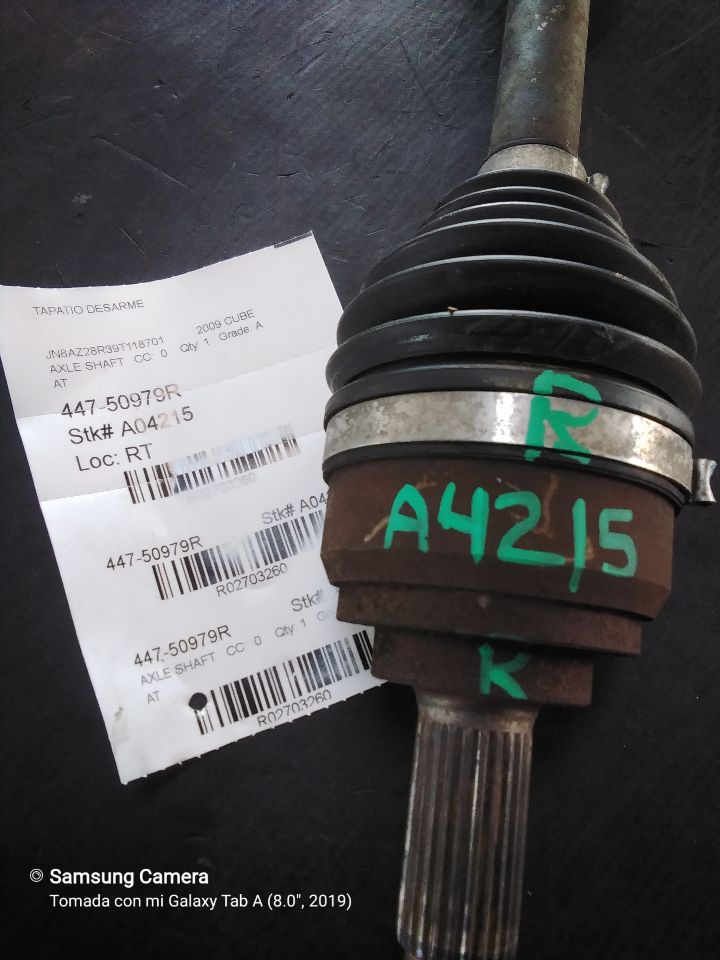 TAPATIO DESARME
JN8AZ28R39T118701 2009 CUBE
AXLE SHAFT CC: 0 Qty: 1 Grade: A
AT
447-50979R
Stk# A04215
Loc: RT
R02703260
Stk# A04
447-50979R
R02703260
Stk#
447-50979R
AXLE SHAFT CC 0 Qty: 1
AT
R02703260
R
A4215
R
Samsung Camera
Tomada con mi Galaxy Tab A (8.0", 2019)